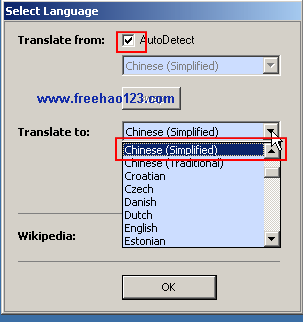 Select Language
Translate from:
AutoDetect
Chinese (Simplified)
www.freehao123.com
Translate to:
Chinese (Simplified)
Chinese (Simplified)
Chinese (Traditional)
Croatian
Czech
Danish
Dutch
English
Estonian
Wikipedia:
OK